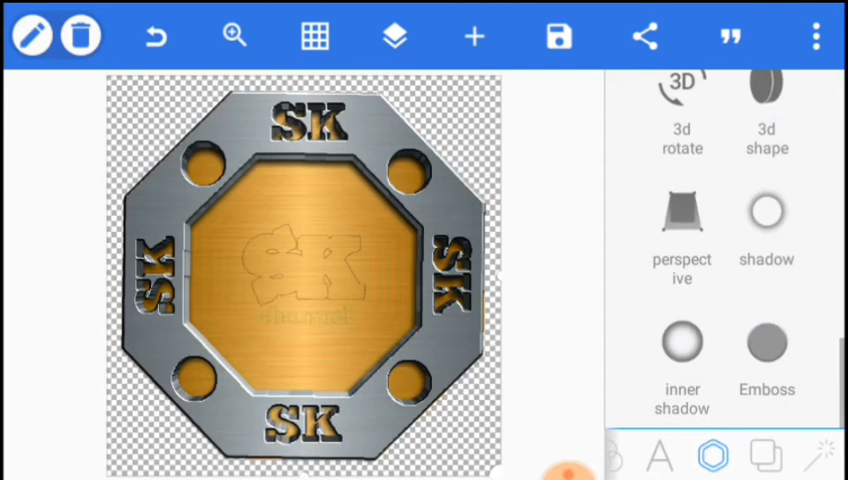 3D
3d
rotate
3d
shape
perspect
ive
shadow
inner
shadow
Emboss
A
SK
SK
SK
SK
SK